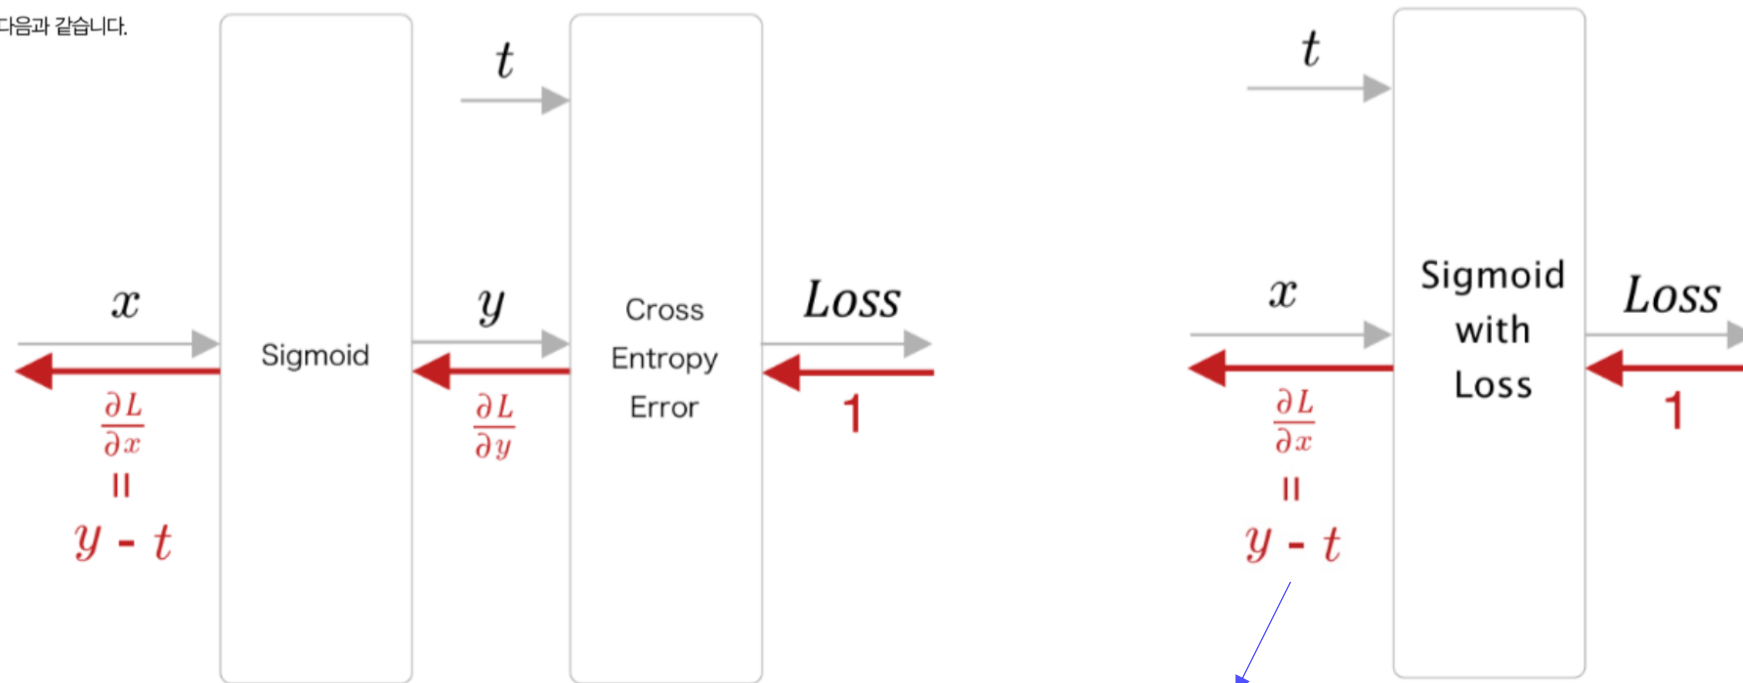 다음과 같습니다.
t
x
Sigmoid
y
Cross
Entropy
Error
Loss
∂L
∂x
=
y - t
∂L
∂y
1
t
x
Sigmoid
with
Loss
Loss
∂L
∂x
=
y - t
1